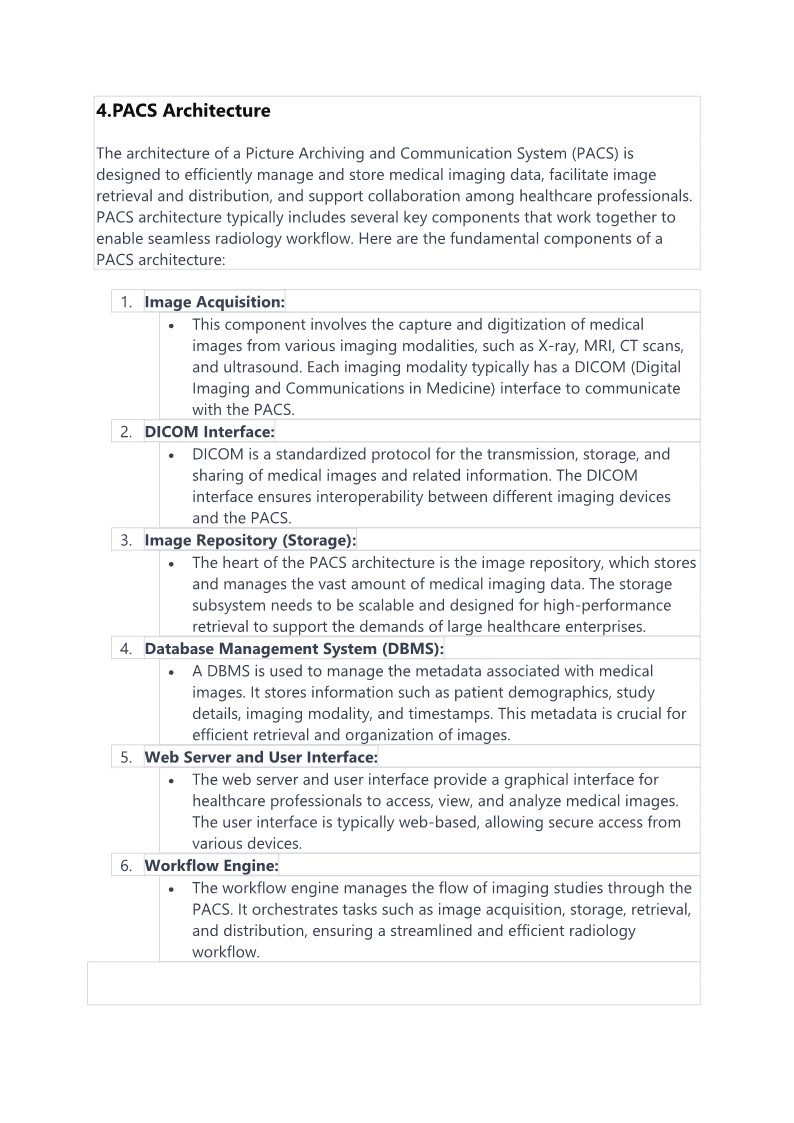 4.PACS Architecture
The architecture of a Picture Archiving and Communication System (PACS) is
designed to efficiently manage and store medical imaging data, facilitate image
retrieval and distribution, and support collaboration among healthcare professionals.
PACS architecture typically includes several key components that work together to
enable seamless radiology workflow. Here are the fundamental components of a
PACS architecture:
1. Image Acquisition:
• This component involves the capture and digitization of medical
images from various imaging modalities, such as X-ray, MRI, CT scans,
and ultrasound. Each imaging modality typically has a DICOM (Digital
Imaging and Communications in Medicine) interface to communicate
with the PACS.
2. DICOM Interface:
• DICOM is a standardized protocol for the transmission, storage, and
sharing of medical images and related information. The DICOM
interface ensures interoperability between different imaging devices
and the PACS.
3. Image Repository (Storage):
• The heart of the PACS architecture is the image repository, which stores
and manages the vast amount of medical imaging data. The storage
subsystem needs to be scalable and designed for high-performance
retrieval to support the demands of large healthcare enterprises.
4. Database Management System (DBMS):
• A DBMS is used to manage the metadata associated with medical
images. It stores information such as patient demographics, study
details, imaging modality, and timestamps. This metadata is crucial for
efficient retrieval and organization of images.
5. Web Server and User Interface:
• The web server and user interface provide a graphical interface for
healthcare professionals to access, view, and analyze medical images.
The user interface is typically web-based, allowing secure access from
various devices.
6. Workflow Engine:
• The workflow engine manages the flow of imaging studies through the
PACS. It orchestrates tasks such as image acquisition, storage, retrieval,
and distribution, ensuring a streamlined and efficient radiology
workflow.